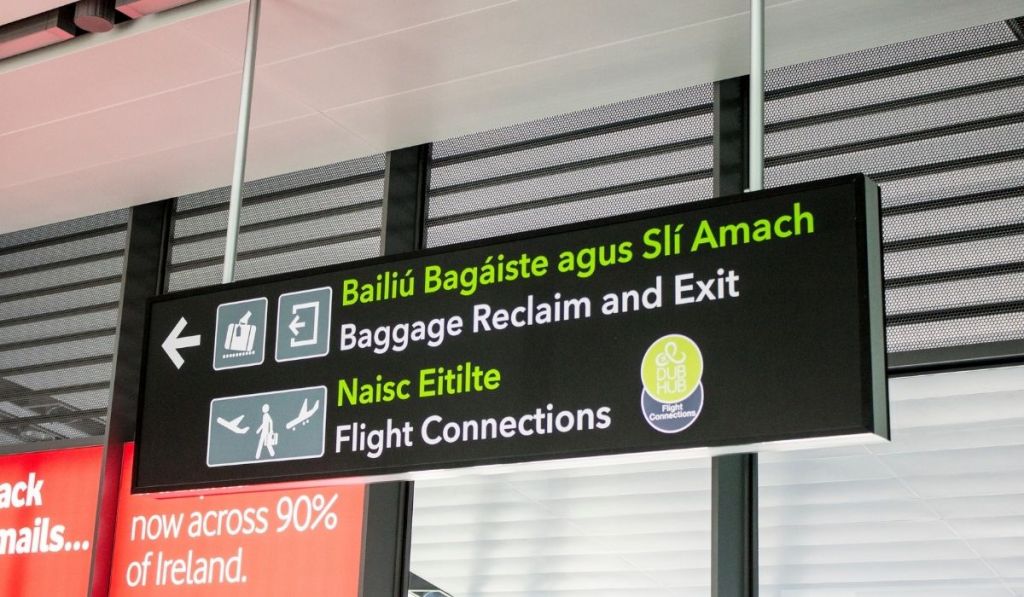 Bailiú Bagáiste agus Slí Amach
Baggage Reclaim and Exit
Naisc Eitilte
Flight Connections
DUB
HUB
Flight
Connections
ack
mails...
now across 90%
of Ireland.